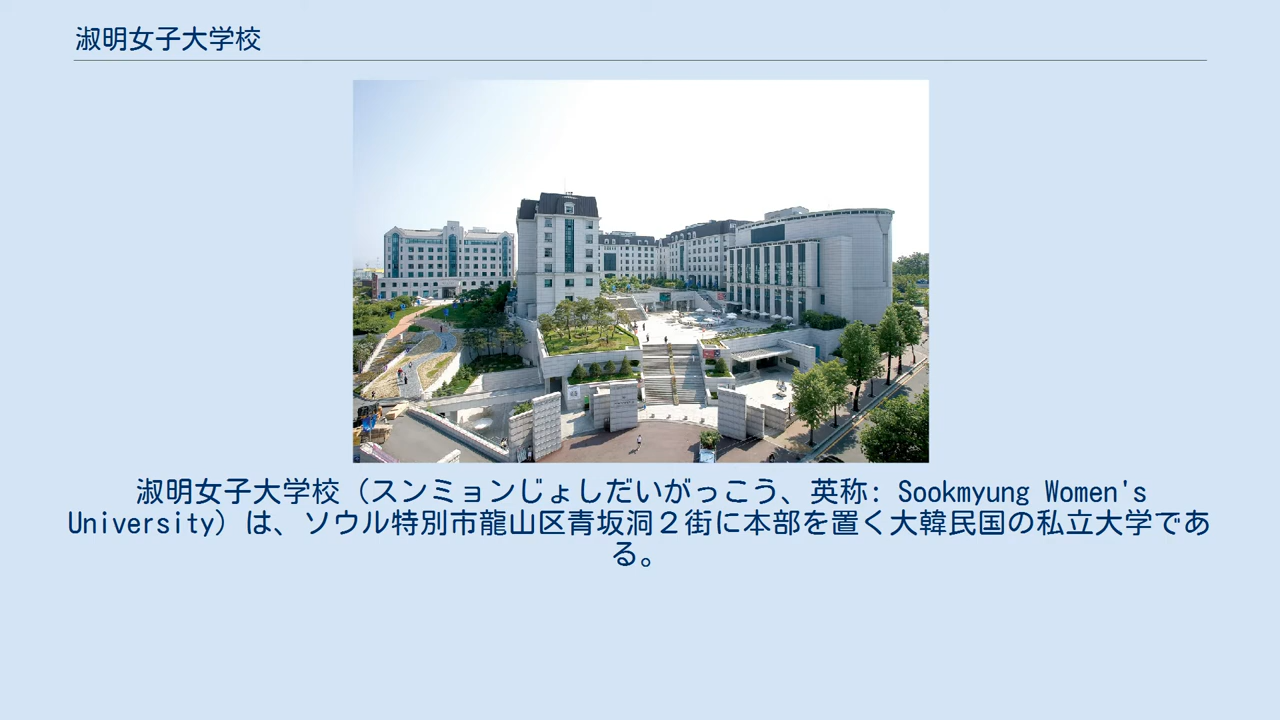 淑明女子大学校
淑明女子大学校（スンミョンじょしだいがっこう、英称: Sookmyung Women's
University）は、ソウル特別市龍山区青坂洞２街に本部を置く大韓民国の私立大学であ
る。